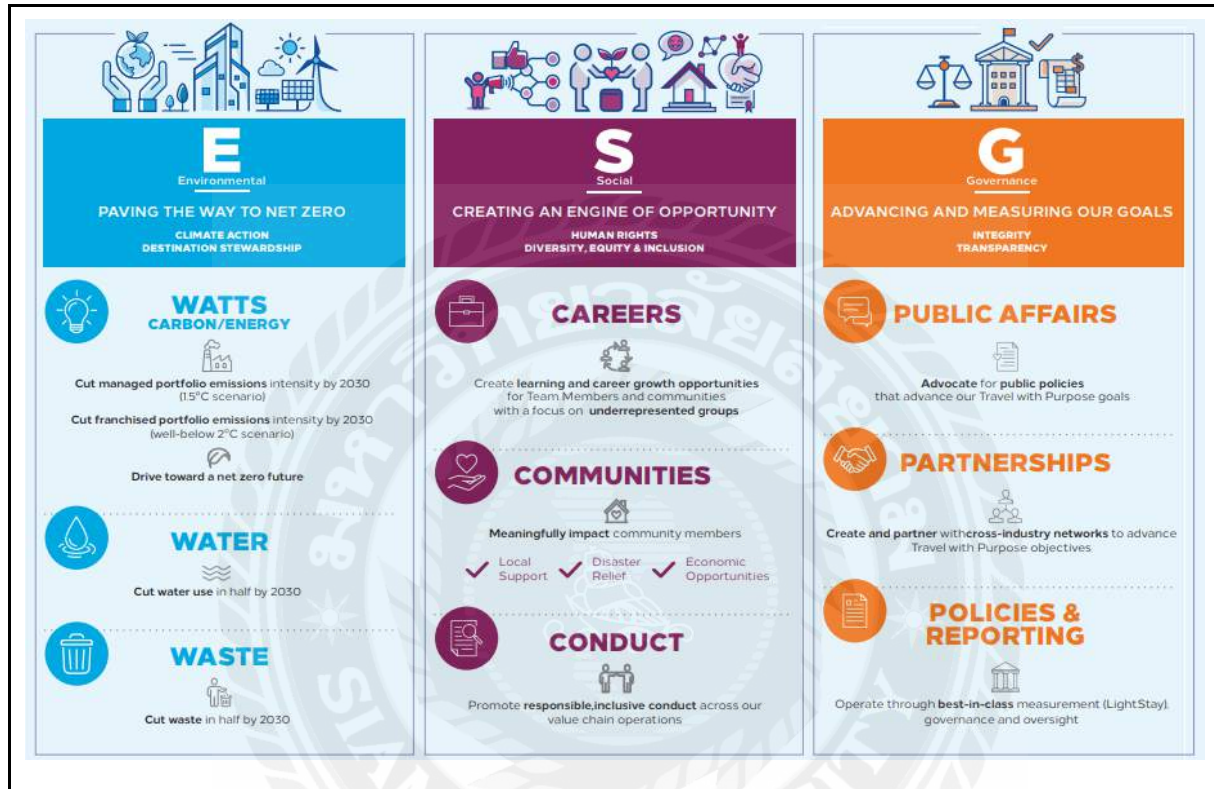 E
Environmental
PAVING THE WAY TO NET ZERO
CLIMATE ACTION
DESTINATION STEWARDSHIP
WATTS
CARBON/ENERGY
Cut managed portfolio emissions intensity by 2030
(1.5°C scenario)
Cut franchised portfolio emissions intensity by 2030
(well-below 2°C scenario)
Drive toward a net zero future
WATER
Cut water use in half by 2030
WASTE
Cut waste in half by 2030
S
Social
CREATING AN ENGINE OF OPPORTUNITY
HUMAN RIGHTS
DIVERSITY, EQUITY & INCLUSION
CAREERS
Create learning and career growth opportunities
for Team Members and communities
with a focus on underrepresented groups
COMMUNITIES
Meaningfully impact community members
Local
Support
Disaster
Relief
Economic
Opportunities
CONDUCT
Promote responsible,inclusive conduct across our
value chain operations
G
Governance
ADVANCING AND MEASURING OUR GOALS
INTEGRITY
TRANSPARENCY
PUBLIC AFFAIRS
Advocate for public policies
that advance our Travel with Purpose goals
PARTNERSHIPS
Create and partner withcross-industry networks to advance
Travel with Purpose objectives
POLICIES &
REPORTING
Operate through best-in-class measurement (LightStay),
governance and oversight